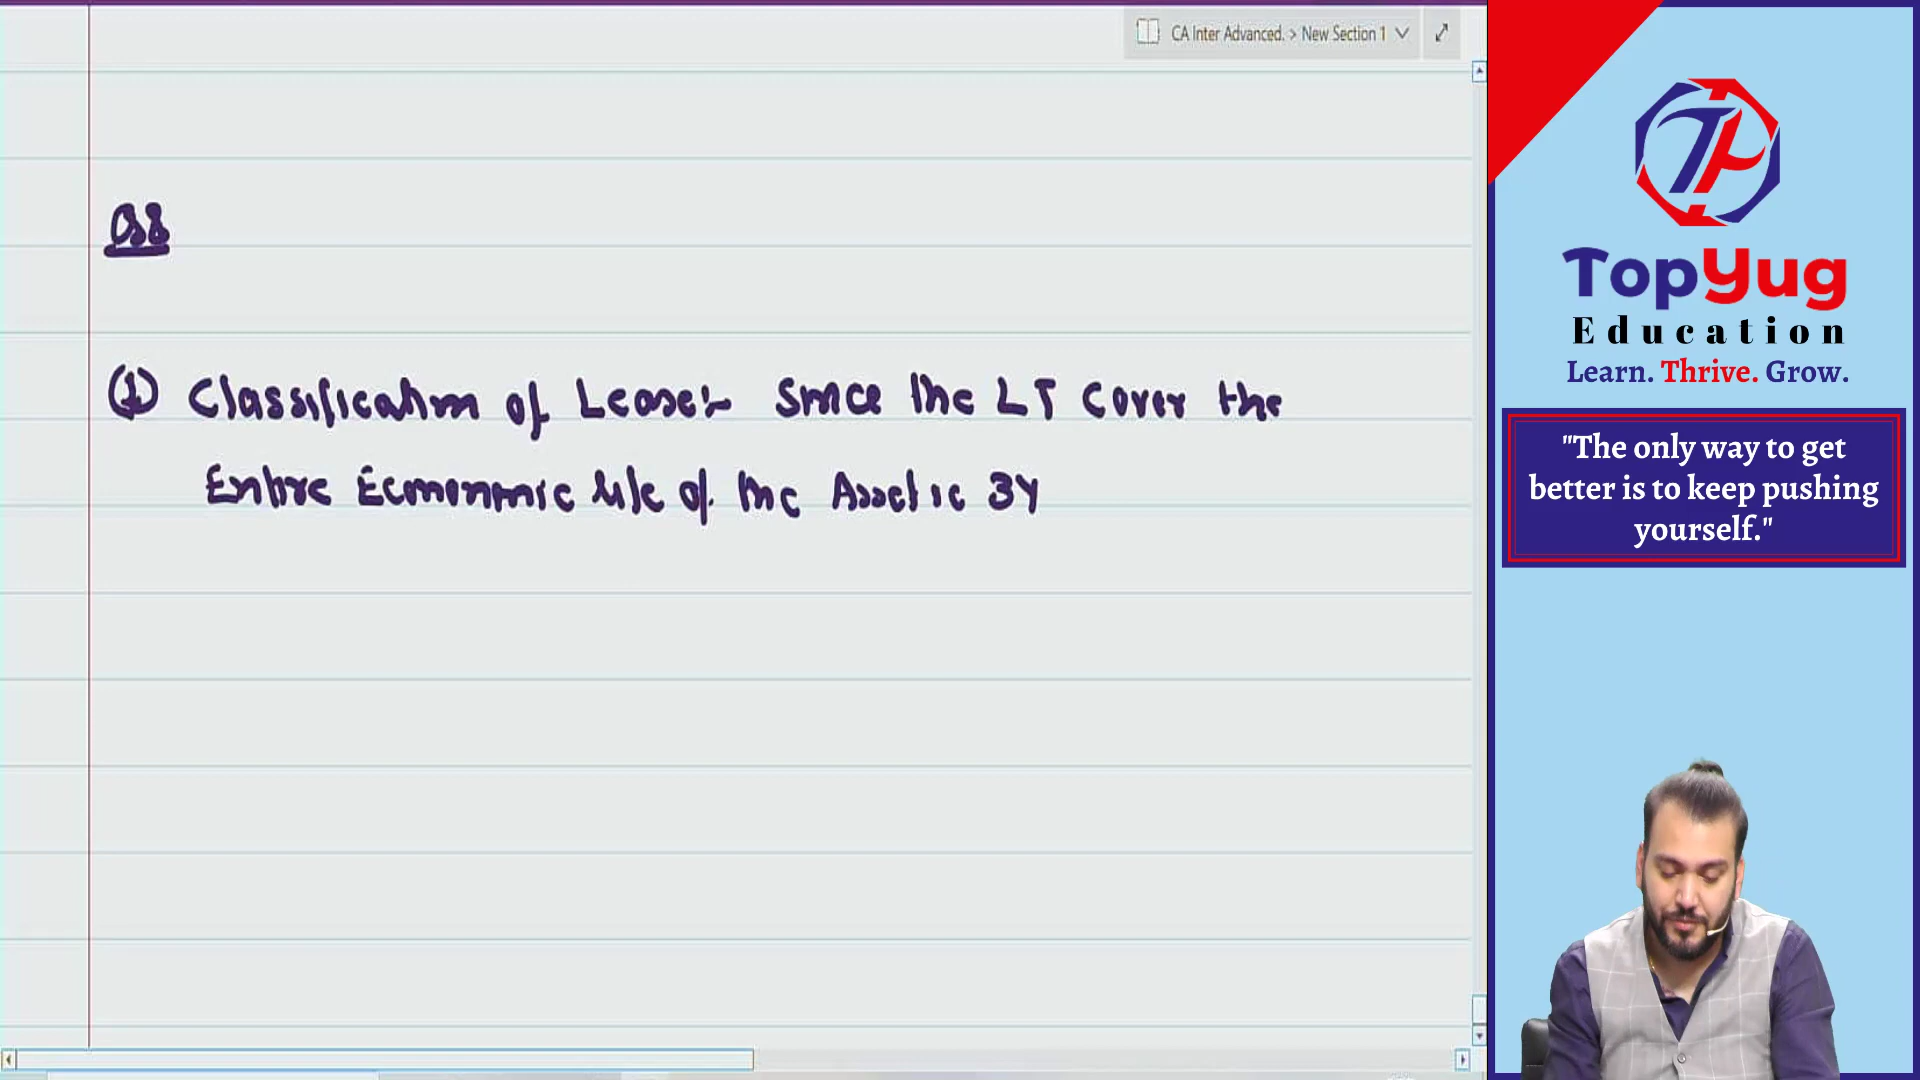 CA Inter Advanced. > New Section 1
Q38
(1) Classification of Lease:- Since the LT cover the
Entire Economic life of the Asset ie 3Y
TopYug
Education
Learn. Thrive. Grow.
"The only way to get
better is to keep pushing
yourself."